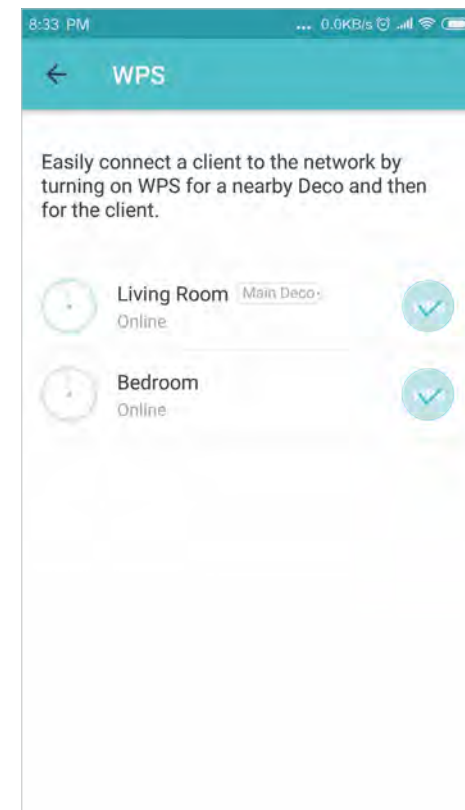 8:33 PM ... 0.0KB/s
WPS
Easily connect a client to the network by
turning on WPS for a nearby Deco and then
for the client.
Living Room Main Deco
Online
Bedroom
Online